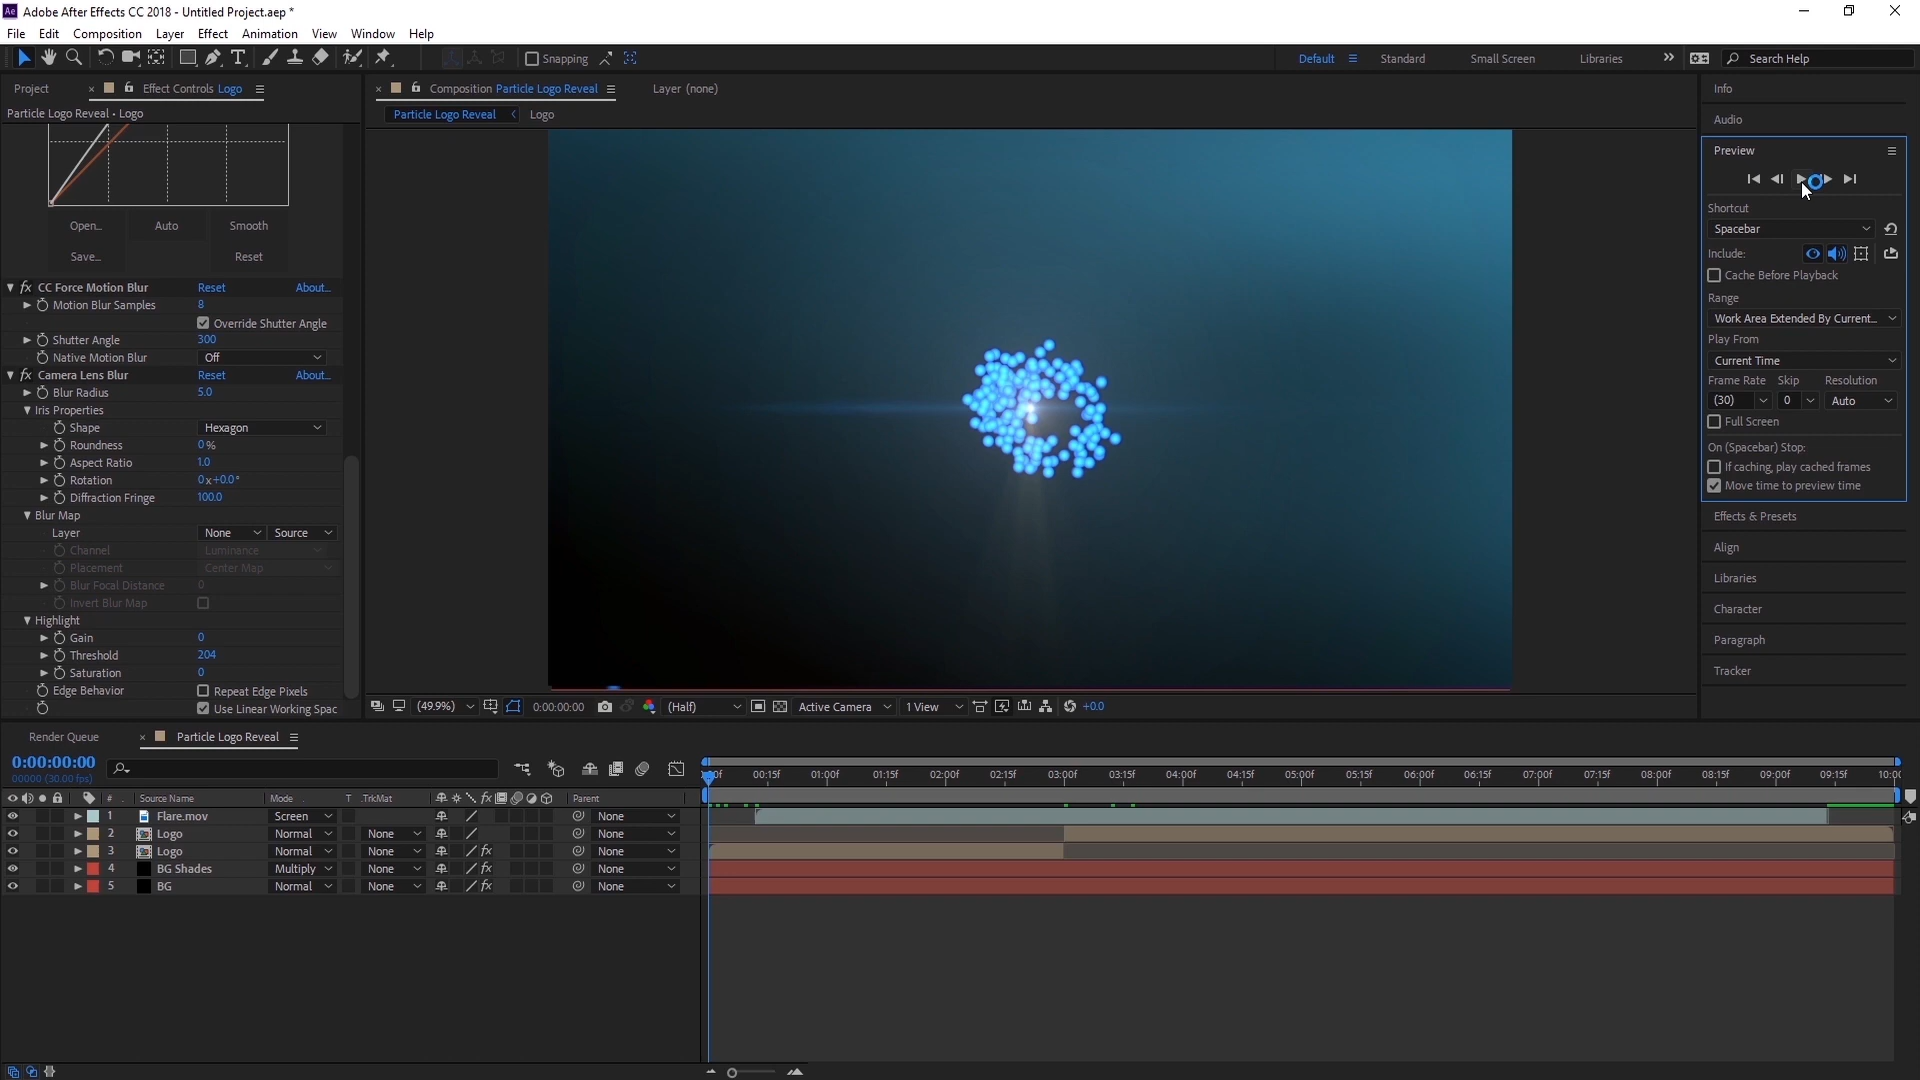 Ae Adobe After Effects CC 2018 - Untitled Project.aep *
File Edit Composition Layer Effect Animation View Window Help
T Snapping Default Standard Small Screen Libraries Search Help
Project Effect Controls Logo
Particle Logo Reveal • Logo
Open... Auto Smooth
Save... Reset
fx CC Force Motion Blur Reset About...
Motion Blur Samples 8
Override Shutter Angle
Shutter Angle 300
Native Motion Blur Off
fx Camera Lens Blur Reset About...
Blur Radius 5.0
Iris Properties
Shape Hexagon
Roundness 0%
Aspect Ratio 1.0
Rotation 0x+0.0°
Diffraction Fringe 100.0
Blur Map
Layer None Source
Channel Luminance
Placement Center Map
Blur Focal Distance 0
Invert Blur Map
Highlight
Gain 0
Threshold 204
Saturation 0
Edge Behavior Repeat Edge Pixels
Use Linear Working Spac
Composition Particle Logo Reveal Layer (none)
Particle Logo Reveal Logo
(49.9%) 0:00:00:00 (Half) Active Camera 1 View +0.0
Info
Audio
Preview
Shortcut
Spacebar
Include:
Cache Before Playback
Range
Work Area Extended By Current...
Play From
Current Time
Frame Rate Skip Resolution
(30) 0 Auto
Full Screen
On (Spacebar) Stop:
If caching, play cached frames
Move time to preview time
Effects & Presets
Align
Libraries
Character
Paragraph
Tracker
Render Queue Particle Logo Reveal
0:00:00:00
00000 (30.00 fps)
00:15f 01:00f 01:15f 02:00f 02:15f 03:00f 03:15f 04:00f 04:15f 05:00f 05:15f 06:00f 06:15f 07:00f 07:15f 08:00f 08:15f 09:00f 09:15f 10:00
# Source Name Mode T .TrkMat fx Parent
1 Flare.mov Screen None
2 Logo Normal None None
3 Logo Normal None fx None
4 BG Shades Multiply None fx None
5 BG Normal None fx None